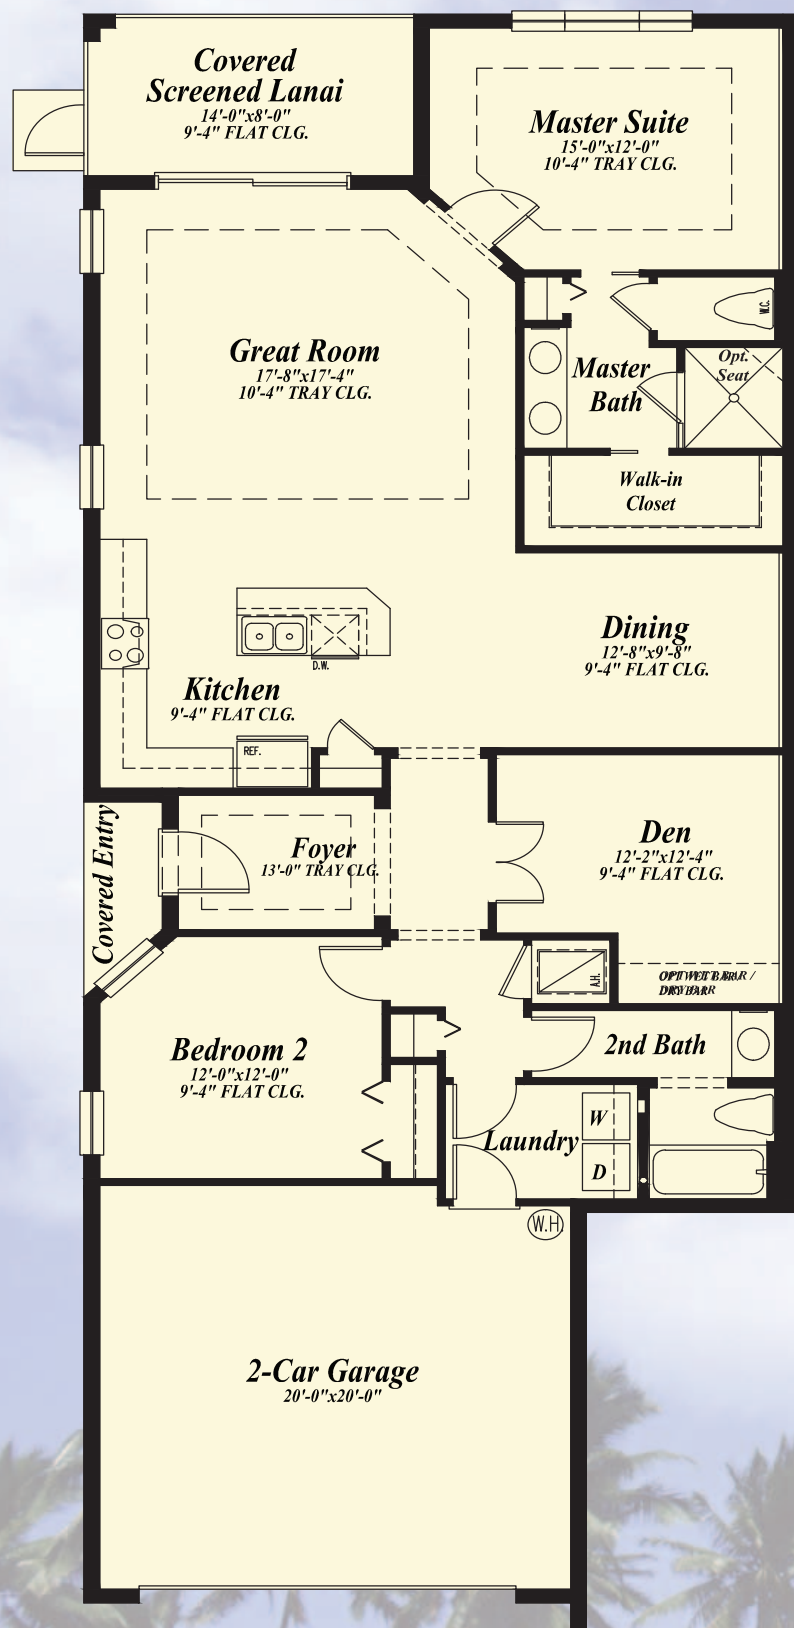 Covered
Screened Lanai
14'-0"x8'-0"
9'-4" FLAT CLG.
Master Suite
15'-0"x12'-0"
10'-4" TRAY CLG.
W.C.
Great Room
17'-8"x17'-4"
10'-4" TRAY CLG.
Master
Bath
Opt.
Seat
Walk-in
Closet
Dining
12'-8"x9'-8"
9'-4" FLAT CLG.
D.W.
Kitchen
9'-4" FLAT CLG.
REF.
Covered Entry
Foyer
13'-0" TRAY CLG.
Den
12'-2"x12'-4"
9'-4" FLAT CLG.
A.H.
Bedroom 2
12'-0"x12'-0"
9'-4" FLAT CLG.
2nd Bath
Laundry
W
D
W.H.
2-Car Garage
20'-0"x20'-0"